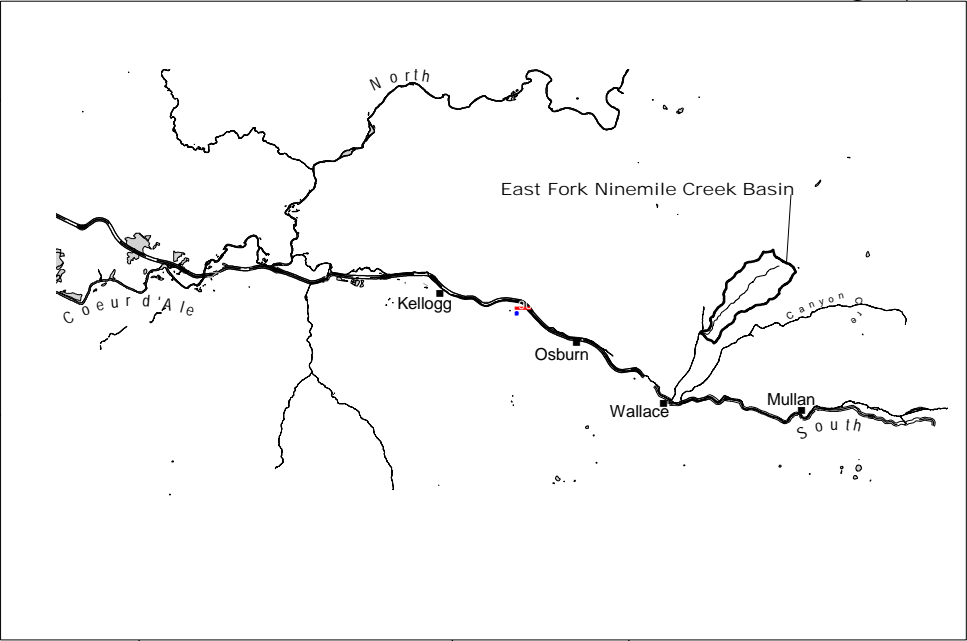 North
East Fork Ninemile Creek Basin
Coeur d'Ale
Kellogg
Canyon
Osburn
Wallace
Mullan
South